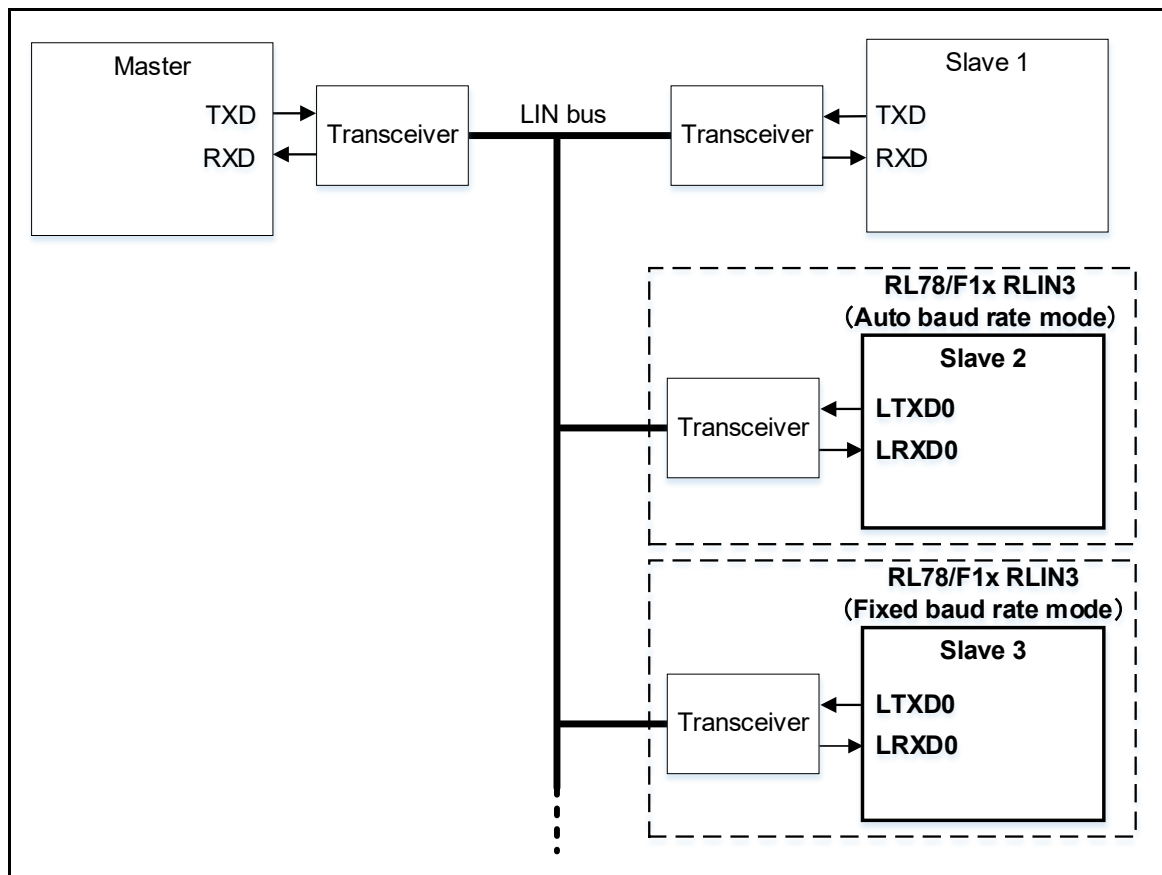 Master
TXD
RXD
Transceiver
LIN bus
Transceiver
Slave 1
TXD
RXD
RL78/F1x RLIN3
（Auto baud rate mode）
Slave 2
Transceiver
LTXD0
LRXD0
RL78/F1x RLIN3
（Fixed baud rate mode）
Slave 3
Transceiver
LTXD0
LRXD0